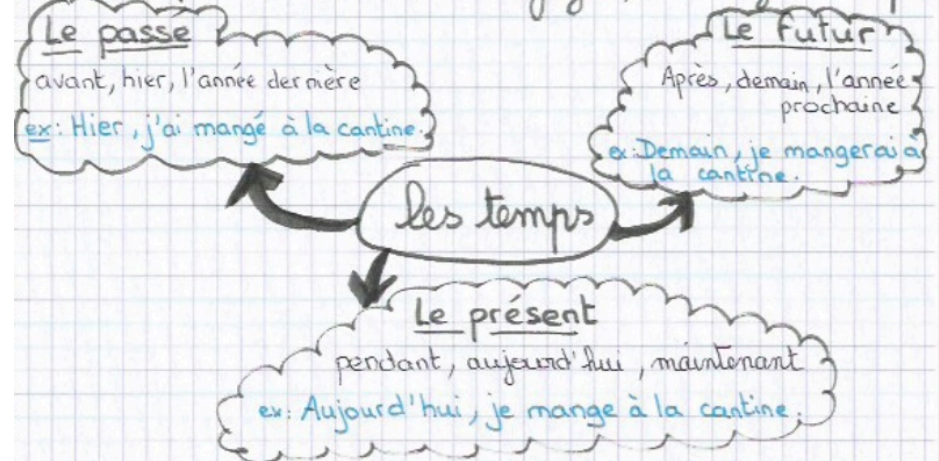 Le passé
avant, hier, l'année dernière
ex: Hier, j'ai mangé à la cantine.
Le futur
Après, demain, l'année
prochaine
ex: Demain, je mangerai à
la cantine.
les temps
Le présent
pendant, aujourd'hui, maintenant
ex: Aujourd'hui, je mange à la cantine.